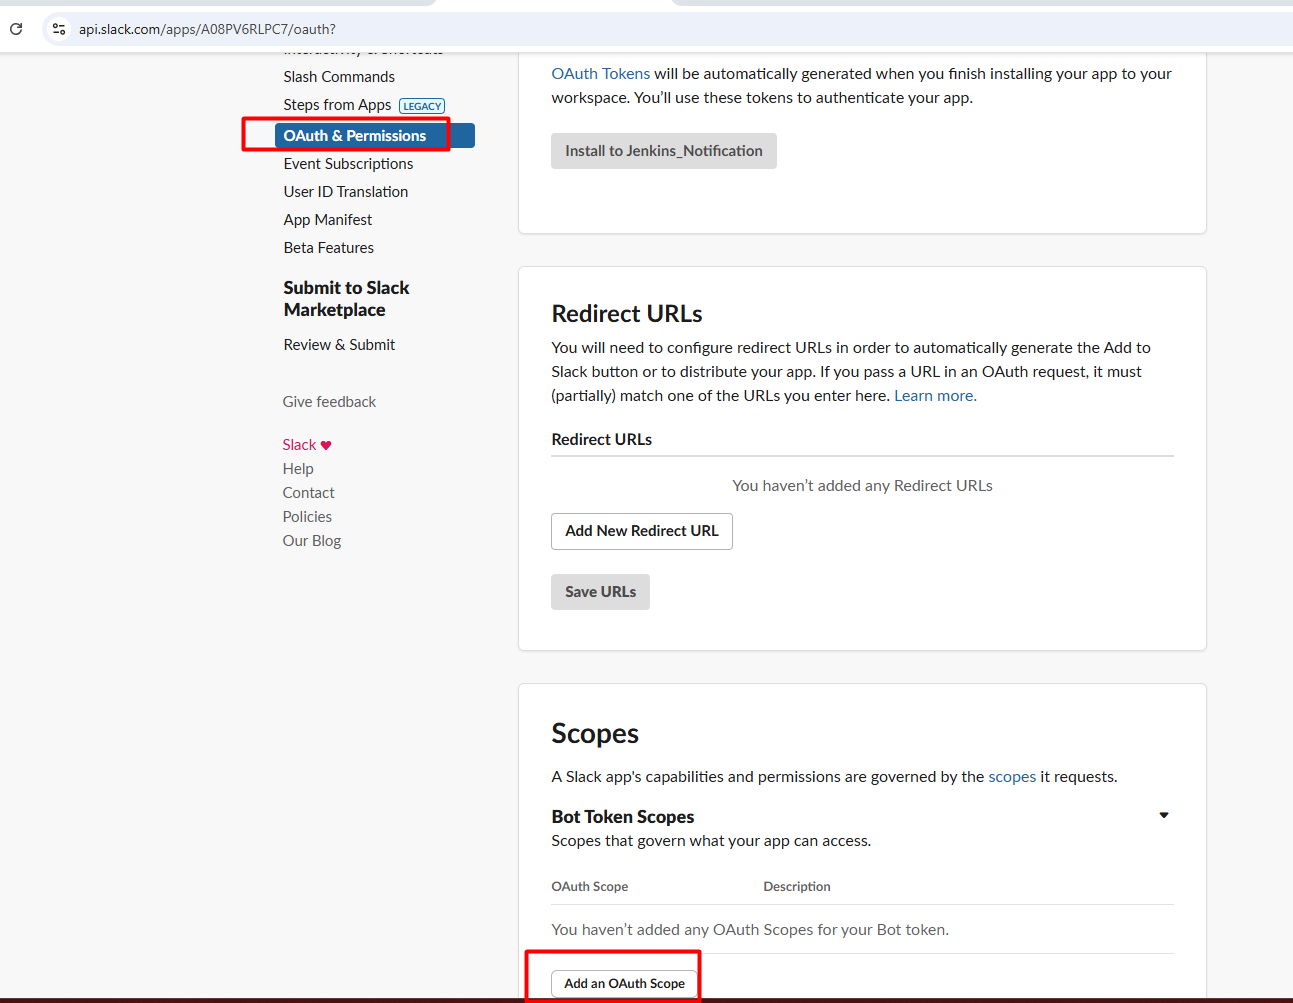 api.slack.com/apps/A08PV6RLPC7/oauth?
Interactivity & Shortcuts
Slash Commands
Steps from Apps LEGACY
OAuth & Permissions
Event Subscriptions
User ID Translation
App Manifest
Beta Features
Submit to Slack
Marketplace
Review & Submit
Give feedback
Slack ♥
Help
Contact
Policies
Our Blog
OAuth Tokens will be automatically generated when you finish installing your app to your
workspace. You’ll use these tokens to authenticate your app.
Install to Jenkins_Notification
Redirect URLs
You will need to configure redirect URLs in order to automatically generate the Add to
Slack button or to distribute your app. If you pass a URL in an OAuth request, it must
(partially) match one of the URLs you enter here. Learn more.
Redirect URLs
You haven’t added any Redirect URLs
Add New Redirect URL
Save URLs
Scopes
A Slack app's capabilities and permissions are governed by the scopes it requests.
Bot Token Scopes
Scopes that govern what your app can access.
OAuth Scope Description
You haven’t added any OAuth Scopes for your Bot token.
Add an OAuth Scope